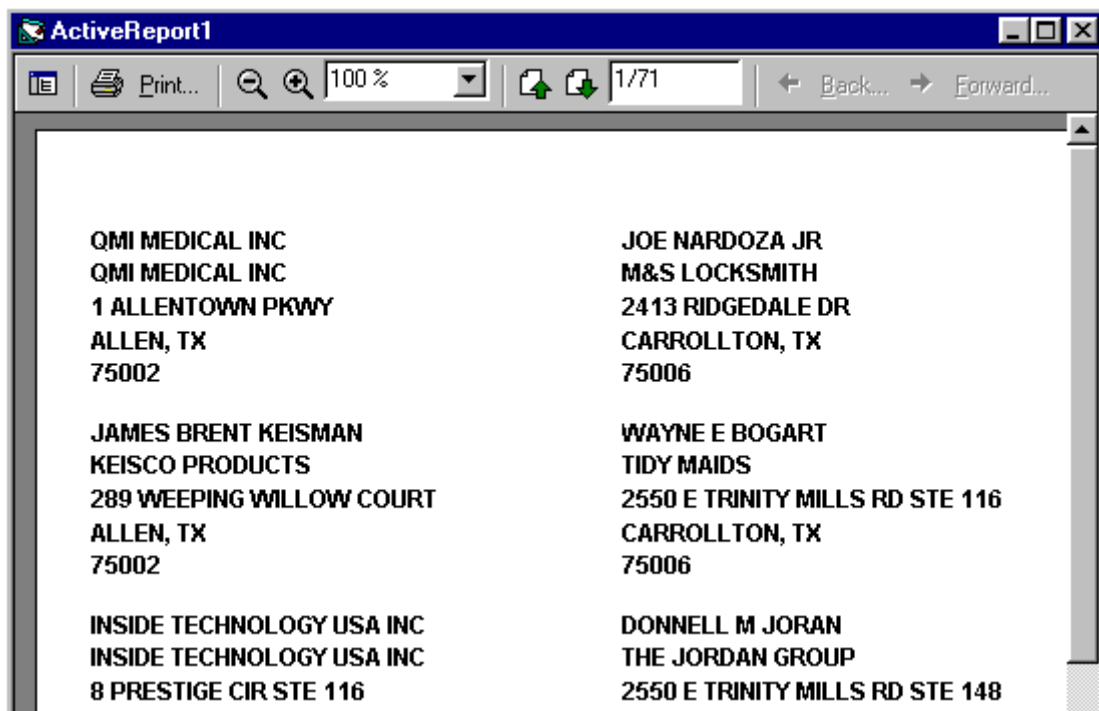 ActiveReport1
Print... 100 % 1/71 Back... Forward...
QMI MEDICAL INC
QMI MEDICAL INC
1 ALLENTOWN PKWY
ALLEN, TX
75002
JOE NARDOZA JR
M&S LOCKSMITH
2413 RIDGEDALE DR
CARROLLTON, TX
75006
JAMES BRENT KEISMAN
KEISCO PRODUCTS
289 WEEPING WILLOW COURT
ALLEN, TX
75002
WAYNE E BOGART
TIDY MAIDS
2550 E TRINITY MILLS RD STE 116
CARROLLTON, TX
75006
INSIDE TECHNOLOGY USA INC
INSIDE TECHNOLOGY USA INC
8 PRESTIGE CIR STE 116
DONNELL M JORAN
THE JORDAN GROUP
2550 E TRINITY MILLS RD STE 148